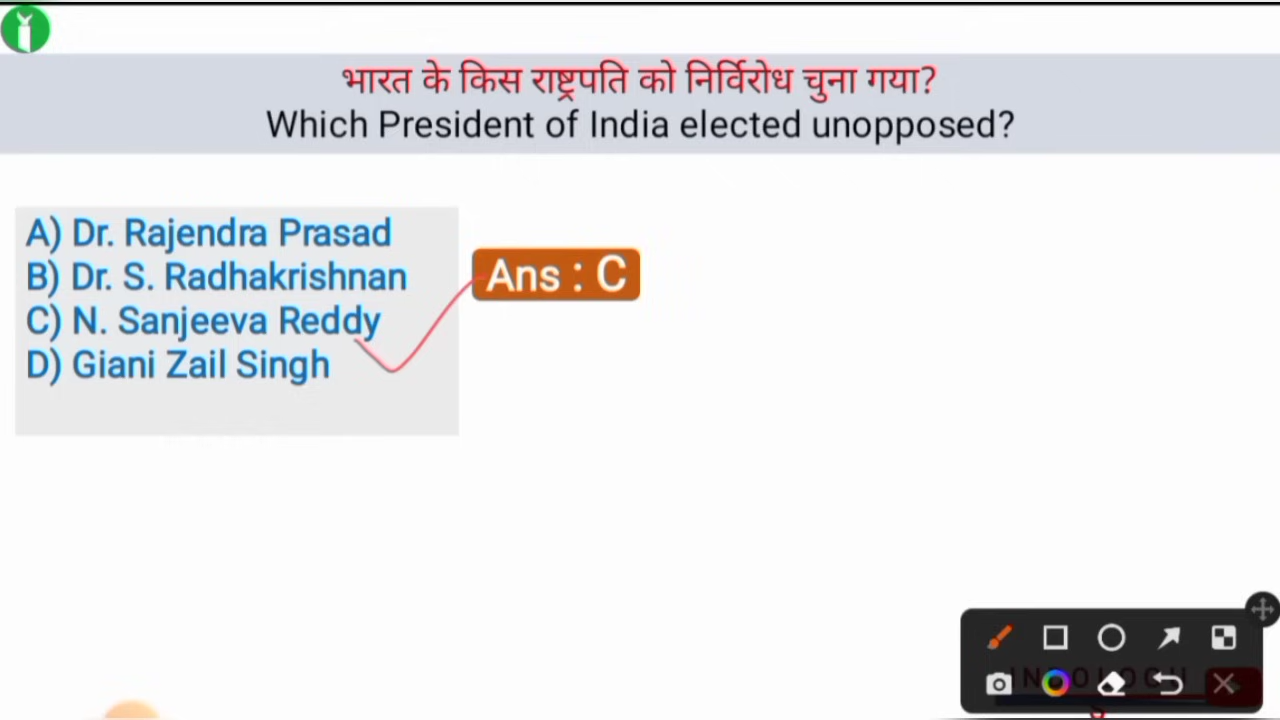 भारत के किस राष्ट्रपति को निर्विरोध चुना गया?
Which President of India elected unopposed?
A) Dr. Rajendra Prasad
B) Dr. S. Radhakrishnan
Ans : C
C) N. Sanjeeva Reddy
D) Giani Zail Singh